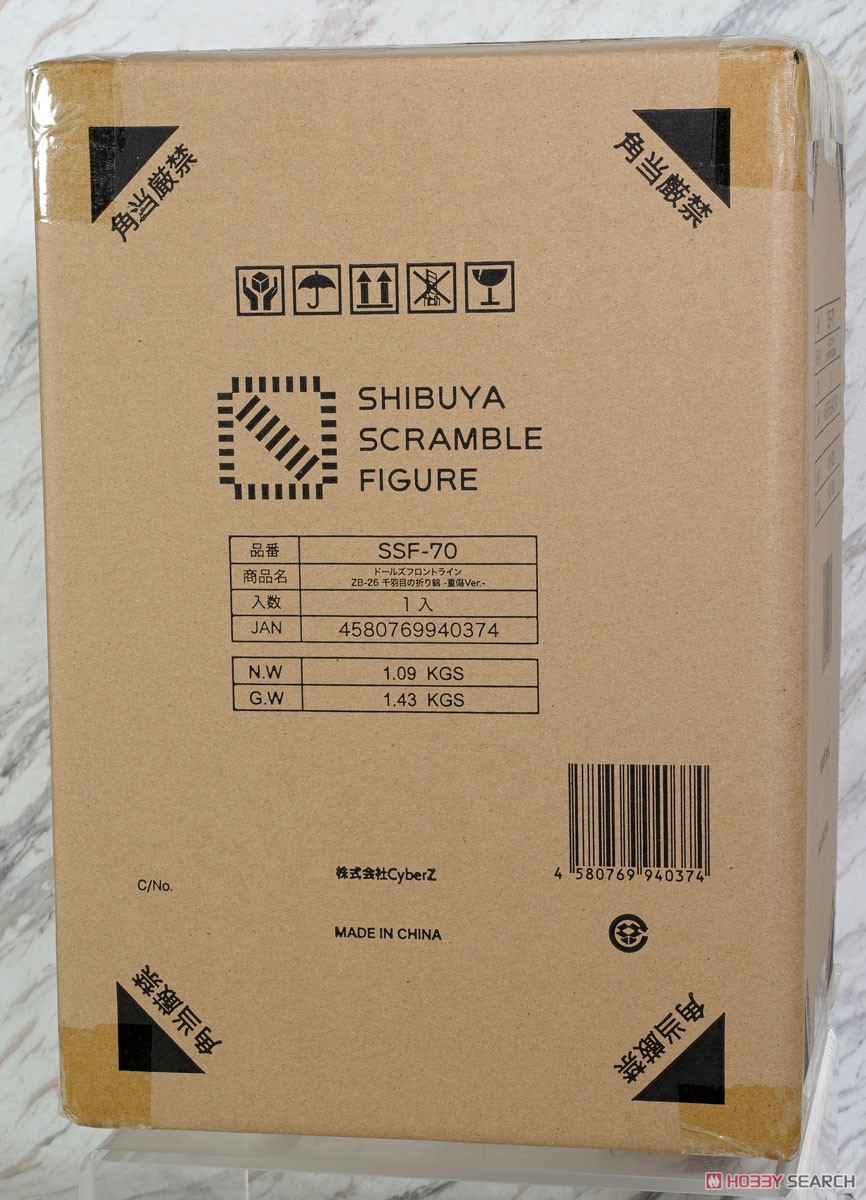 角当厳禁
角当厳禁
SHIBUYA
SCRAMBLE
FIGURE
品番 SSF-70
商品名 ドールズフロントライン
ZB-26 千羽目の折り鶴 -重傷Ver.-
入数 1入
JAN 4580769940374
N.W 1.09 KGS
G.W 1.43 KGS
4 580769 940374
C/No.
株式会社CyberZ
MADE IN CHINA
角当厳禁
角当厳禁
HOBBY SEARCH